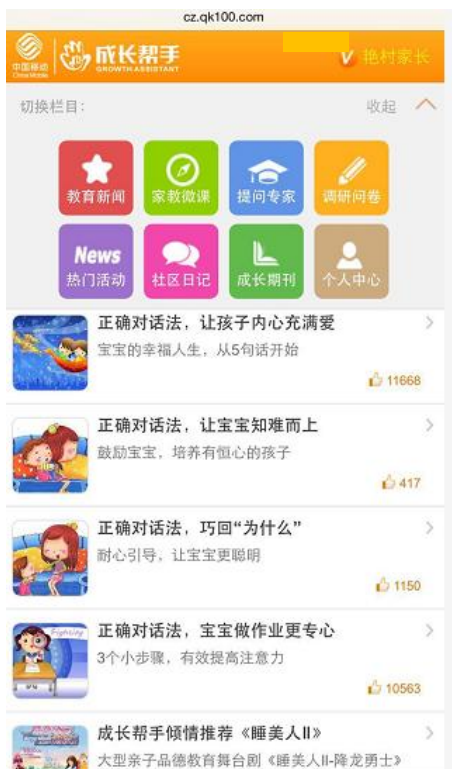 cz.qk100.com
中国移动
China Mobile
成长帮手
GROWTH ASSISTANT
V 艳村家长
切换栏目：
收起
教育新闻
家教微课
提问专家
调研问卷
News
热门活动
社区日记
成长期刊
个人中心
正确对话法，让孩子内心充满爱
宝宝的幸福人生，从5句话开始
11668
正确对话法，让宝宝知难而上
鼓励宝宝，培养有恒心的孩子
417
正确对话法，巧回“为什么”
耐心引导，让宝宝更聪明
1150
正确对话法，宝宝做作业更专心
3个小步骤，有效提高注意力
10563
成长帮手倾情推荐《睡美人II》
大型亲子品德教育舞台剧《睡美人II-降龙勇士》